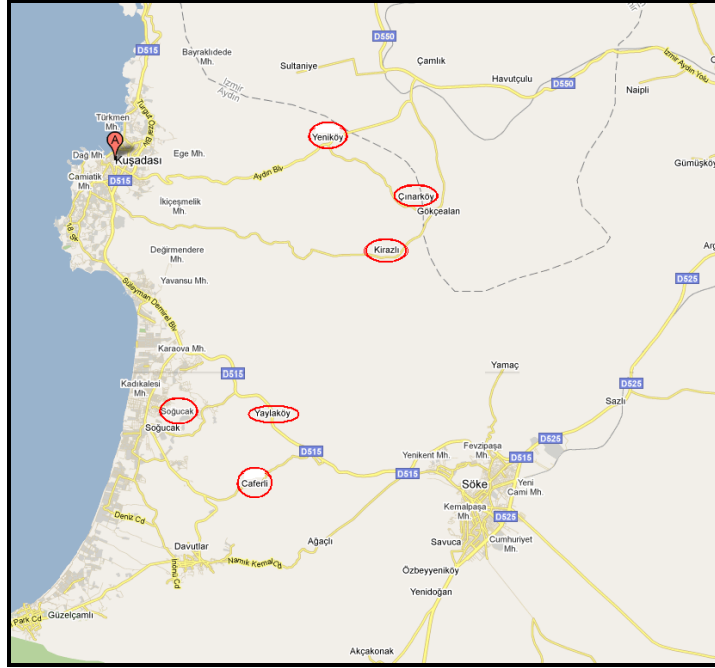 D515
D550
Bayraklıdede
Mh.
Sultaniye
Çamlık
İzmir
Aydın
Havutçulu
D550
İzmir Aydın Yolu
Naipli
Türkmen
Mh.
Turgut Özal Blv
Yeniköy
A
Kuşadası
Dağ Mh.
Ege Mh.
Camiatik
Mh.
D515
Aydın Blv
Gümüşköy
Çınarköy
Gökçealan
İkiçeşmelik
Mh.
Değirmendere
Mh.
Kirazlı
Yavansu Mh.
D525
Süleyman Demirel Blv
Karaova Mh.
D515
Yamaç
Kadıkalesi
Mh
Soğucak
Yaylaköy
D525
Sazlı
Soğucak
D525
Fevzipaşa
Mh.
D515
D515
Yenikent Mh.
D515
Caferli
Söke
Yeni
Cami Mh.
Kemalpaşa
Mh.
Deniz Cd
D525
Ağaçlı
Savuca
Cumhuriyet
Mh.
Davutlar
İnönü Cd
Namık Kemal Cd
Özbeyyeniköy
Yenidoğan
Güzelçamlı
Park Cd
Akçakonak